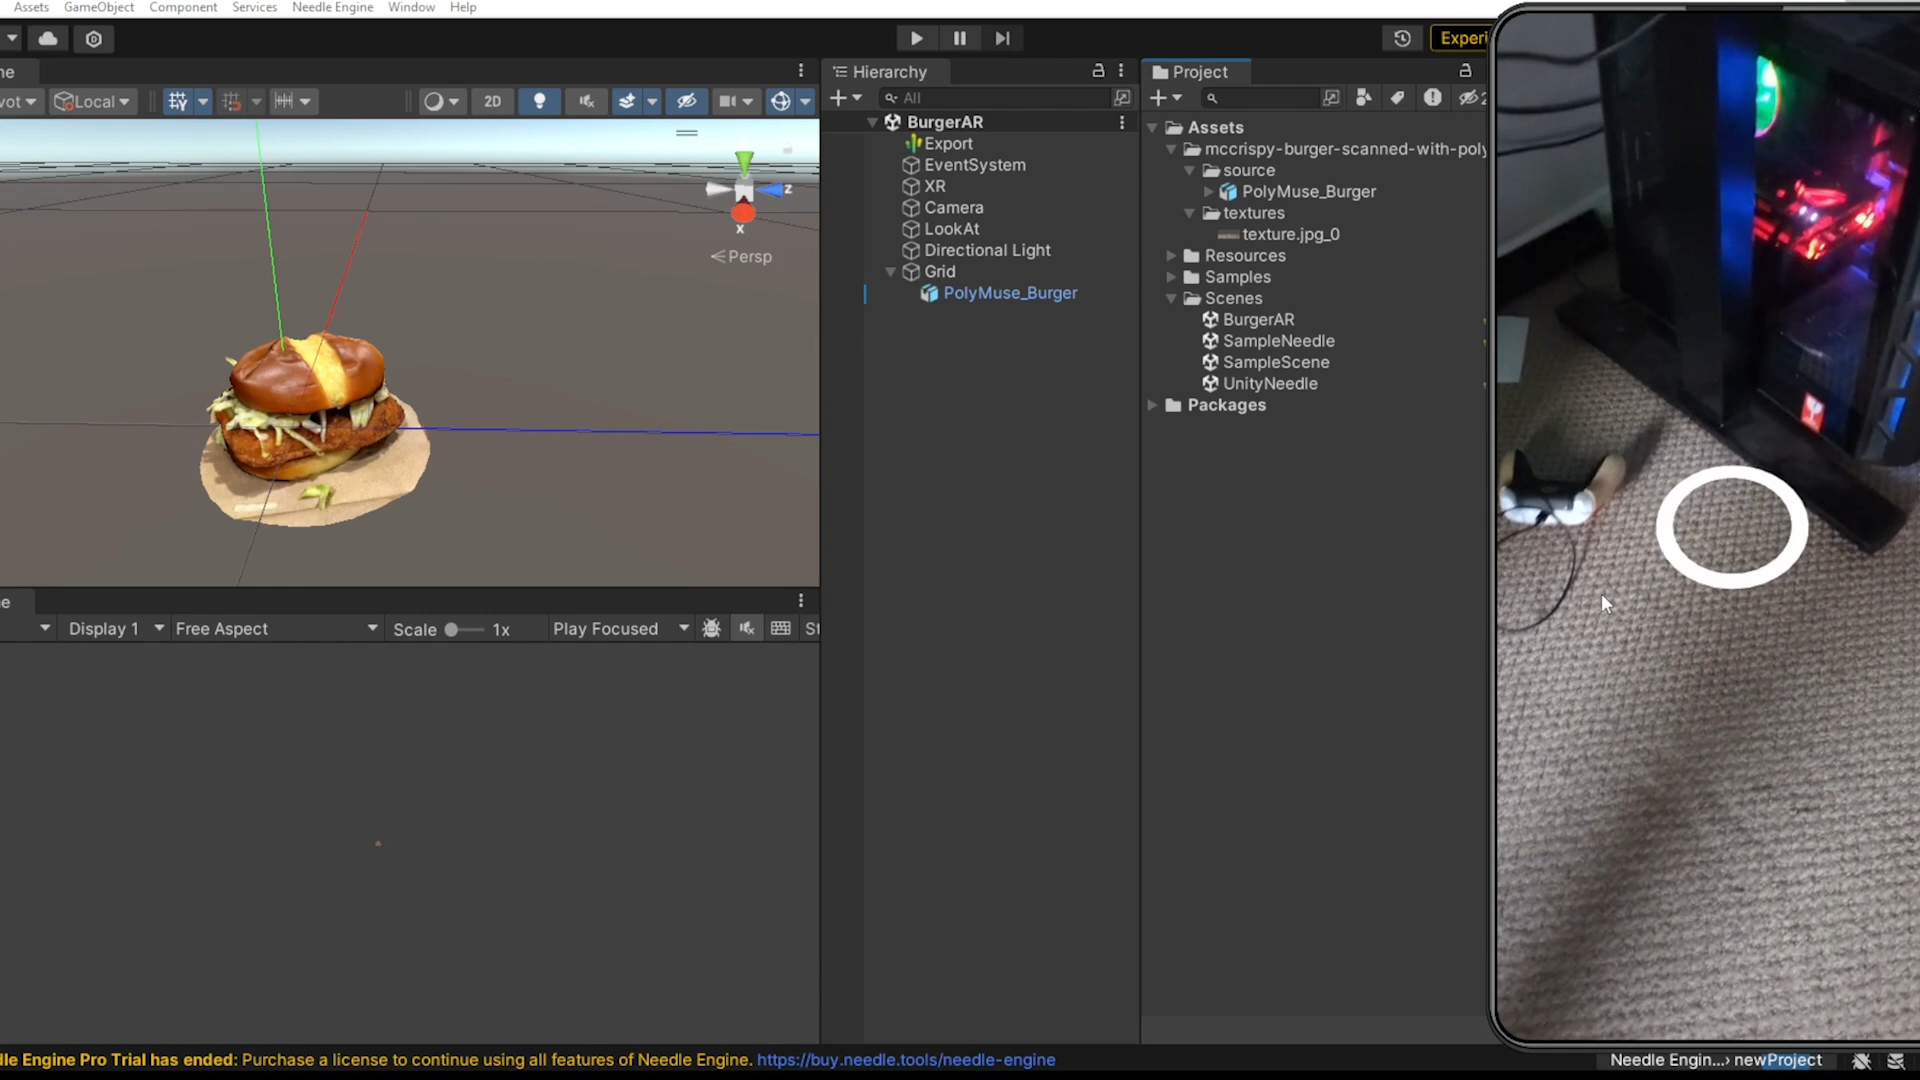 Assets GameObject Component Services Needle Engine Window Help
Experi
ne
Hierarchy
Project
vot
Local
2D
All
z
x
Persp
BurgerAR
Export
EventSystem
XR
Camera
LookAt
Directional Light
Grid
PolyMuse_Burger
Assets
mccrispy-burger-scanned-with-poly
source
PolyMuse_Burger
textures
texture.jpg_0
Resources
Samples
Scenes
BurgerAR
SampleNeedle
SampleScene
UnityNeedle
Packages
e
Display 1 Free Aspect Scale 1x Play Focused St
dle Engine Pro Trial has ended: Purchase a license to continue using all features of Needle Engine. https://buy.needle.tools/needle-engine
Needle Engin...› newProject